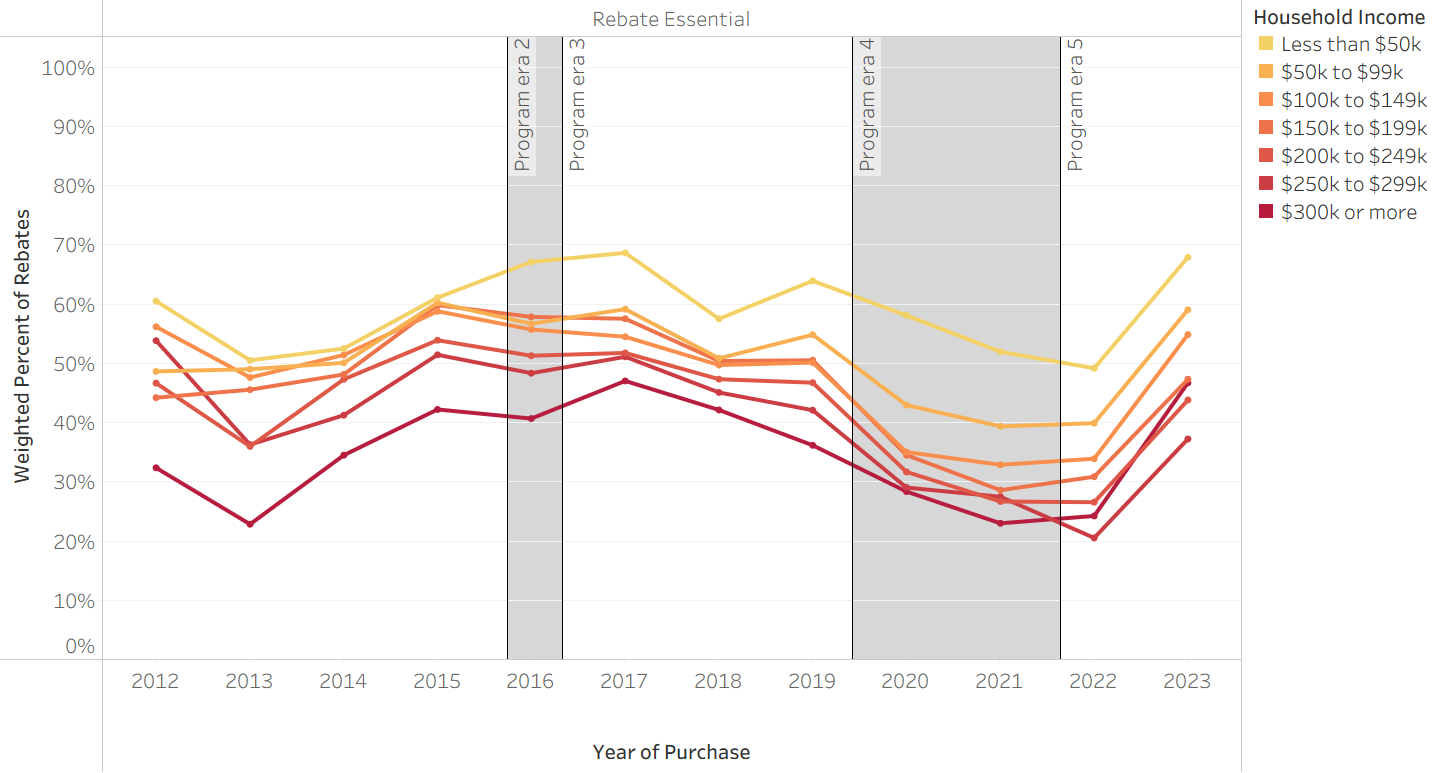 Rebate Essential
Household Income
Less than $50k
$50k to $99k
$100k to $149k
$150k to $199k
$200k to $249k
$250k to $299k
$300k or more
Program era 2
Program era 3
Program era 4
Program era 5
Weighted Percent of Rebates
100%
90%
80%
70%
60%
50%
40%
30%
20%
10%
0%
2012 2013 2014 2015 2016 2017 2018 2019 2020 2021 2022 2023
Year of Purchase